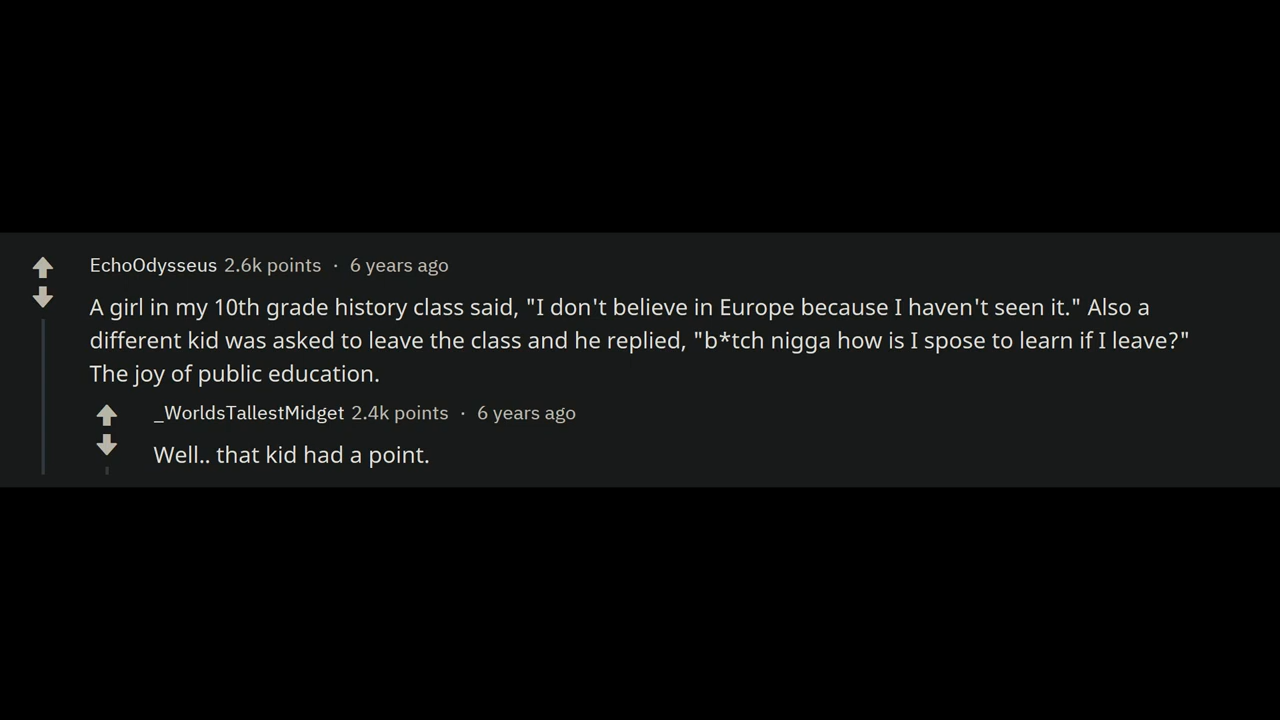 EchoOdysseus 2.6k points · 6 years ago
A girl in my 10th grade history class said, "I don't believe in Europe because I haven't seen it." Also a
different kid was asked to leave the class and he replied, "b*tch nigga how is I spose to learn if I leave?"
The joy of public education.
_WorldsTallestMidget 2.4k points · 6 years ago
Well.. that kid had a point.